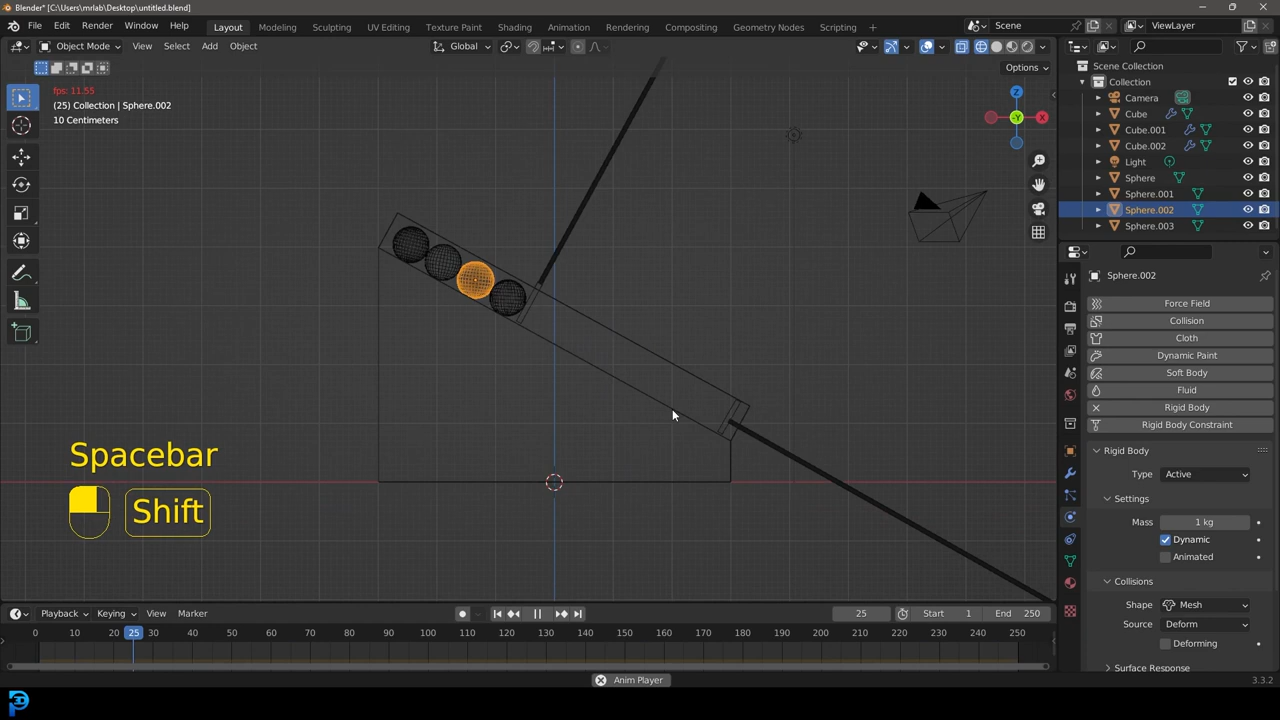 Blender* [C:\Users\mrlab\Desktop\untitled.blend]
File Edit Render Window Help Layout Modeling Sculpting UV Editing Texture Paint Shading Animation Rendering Compositing Geometry Nodes Scripting Scene ViewLayer
Object Mode View Select Add Object Global
Options
fps: 11.55
(25) Collection | Sphere.002
10 Centimeters
Z
-Y
X
Scene Collection
Collection
Camera
Cube
Cube.001
Cube.002
Light
Sphere
Sphere.001
Sphere.002
Sphere.003
Sphere.002
Force Field
Collision
Cloth
Dynamic Paint
Soft Body
Fluid
Rigid Body
Rigid Body Constraint
Rigid Body
Type Active
Settings
Mass 1 kg
Dynamic
Animated
Collisions
Shape Mesh
Source Deform
Deforming
Surface Response
Spacebar
Shift
Playback Keying View Marker 25 Start 1 End 250
0 10 20 25 30 40 50 60 70 80 90 100 110 120 130 140 150 160 170 180 190 200 210 220 230 240 250
Anim Player
3.3.2